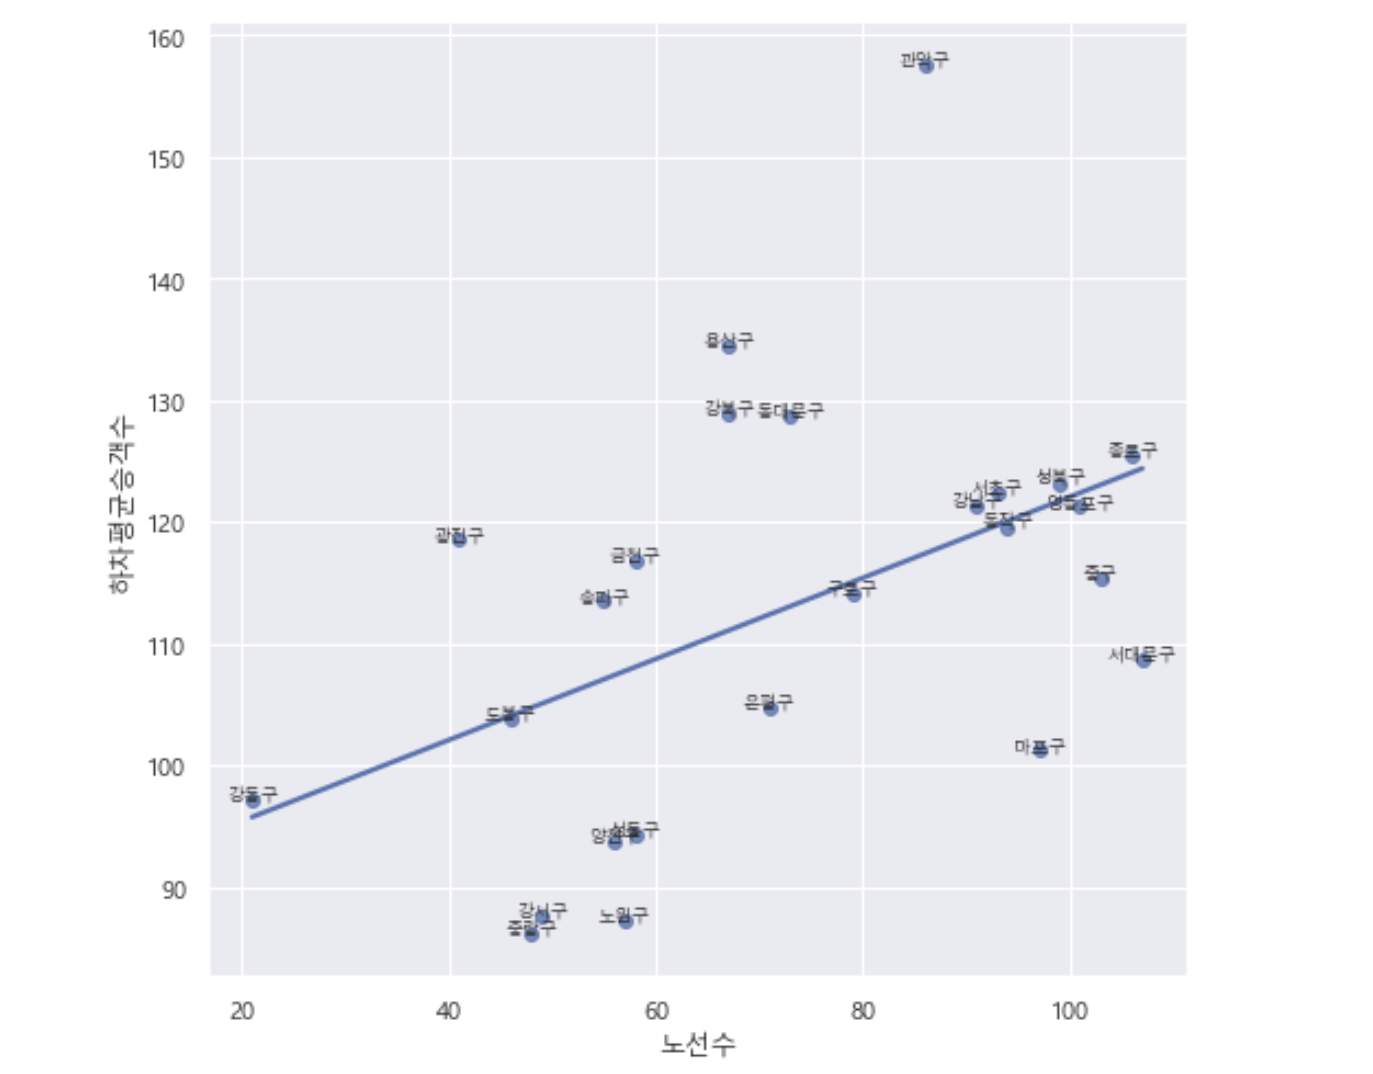 160
관악구
150
140
용산구
130
강북구 동대문구
종로구
성북구
서초구
강남구 영등포구
120
동작구
광진구
금천구
중구
송파구
구로구
110
서대문구
은평구
도봉구
마포구
100
강동구
성동구
양천구
90
강서구
노원구
중랑구
하차평균승객수
20 40 60 80 100
노선수